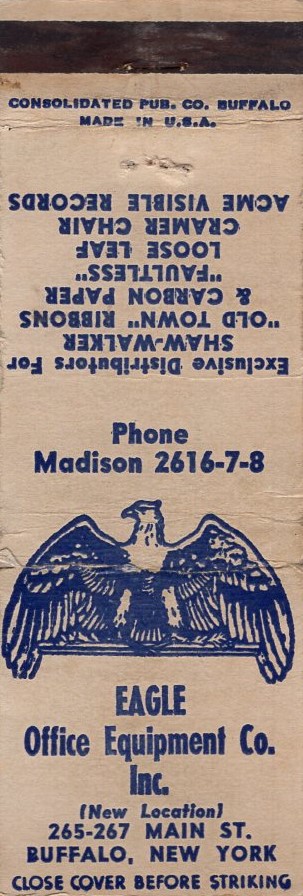 CONSOLIDATED PUB. CO. BUFFALO
MADE IN U.S.A.
Exclusive Distributors For
SHAW-WALKER
"OLD TOWN" RIBBONS
& CARBON PAPER
"FAULTLESS"
LOOSE LEAF
CRAMER CHAIR
ACME VISIBLE RECORDS
Phone
Madison 2616-7-8
EAGLE
Office Equipment Co.
Inc.
(New Location)
265-267 MAIN ST.
BUFFALO, NEW YORK
CLOSE COVER BEFORE STRIKING